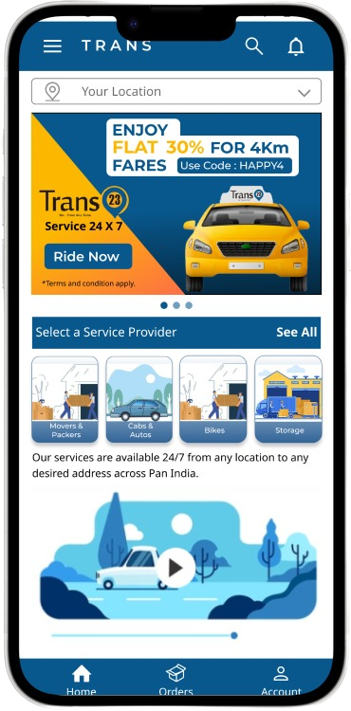 TRANS
Your Location
ENJOY
FLAT 30% FOR 4Km
FARES Use Code : HAPPY4
Trans 23
Service 24 X 7
Trans
Ride Now
*Terms and condition apply.
Select a Service Provider See All
Movers & Packers
Cabs & Autos
Bikes
Storage
Our services are available 24/7 from any location to any
desired address across Pan India.
Home Orders Account